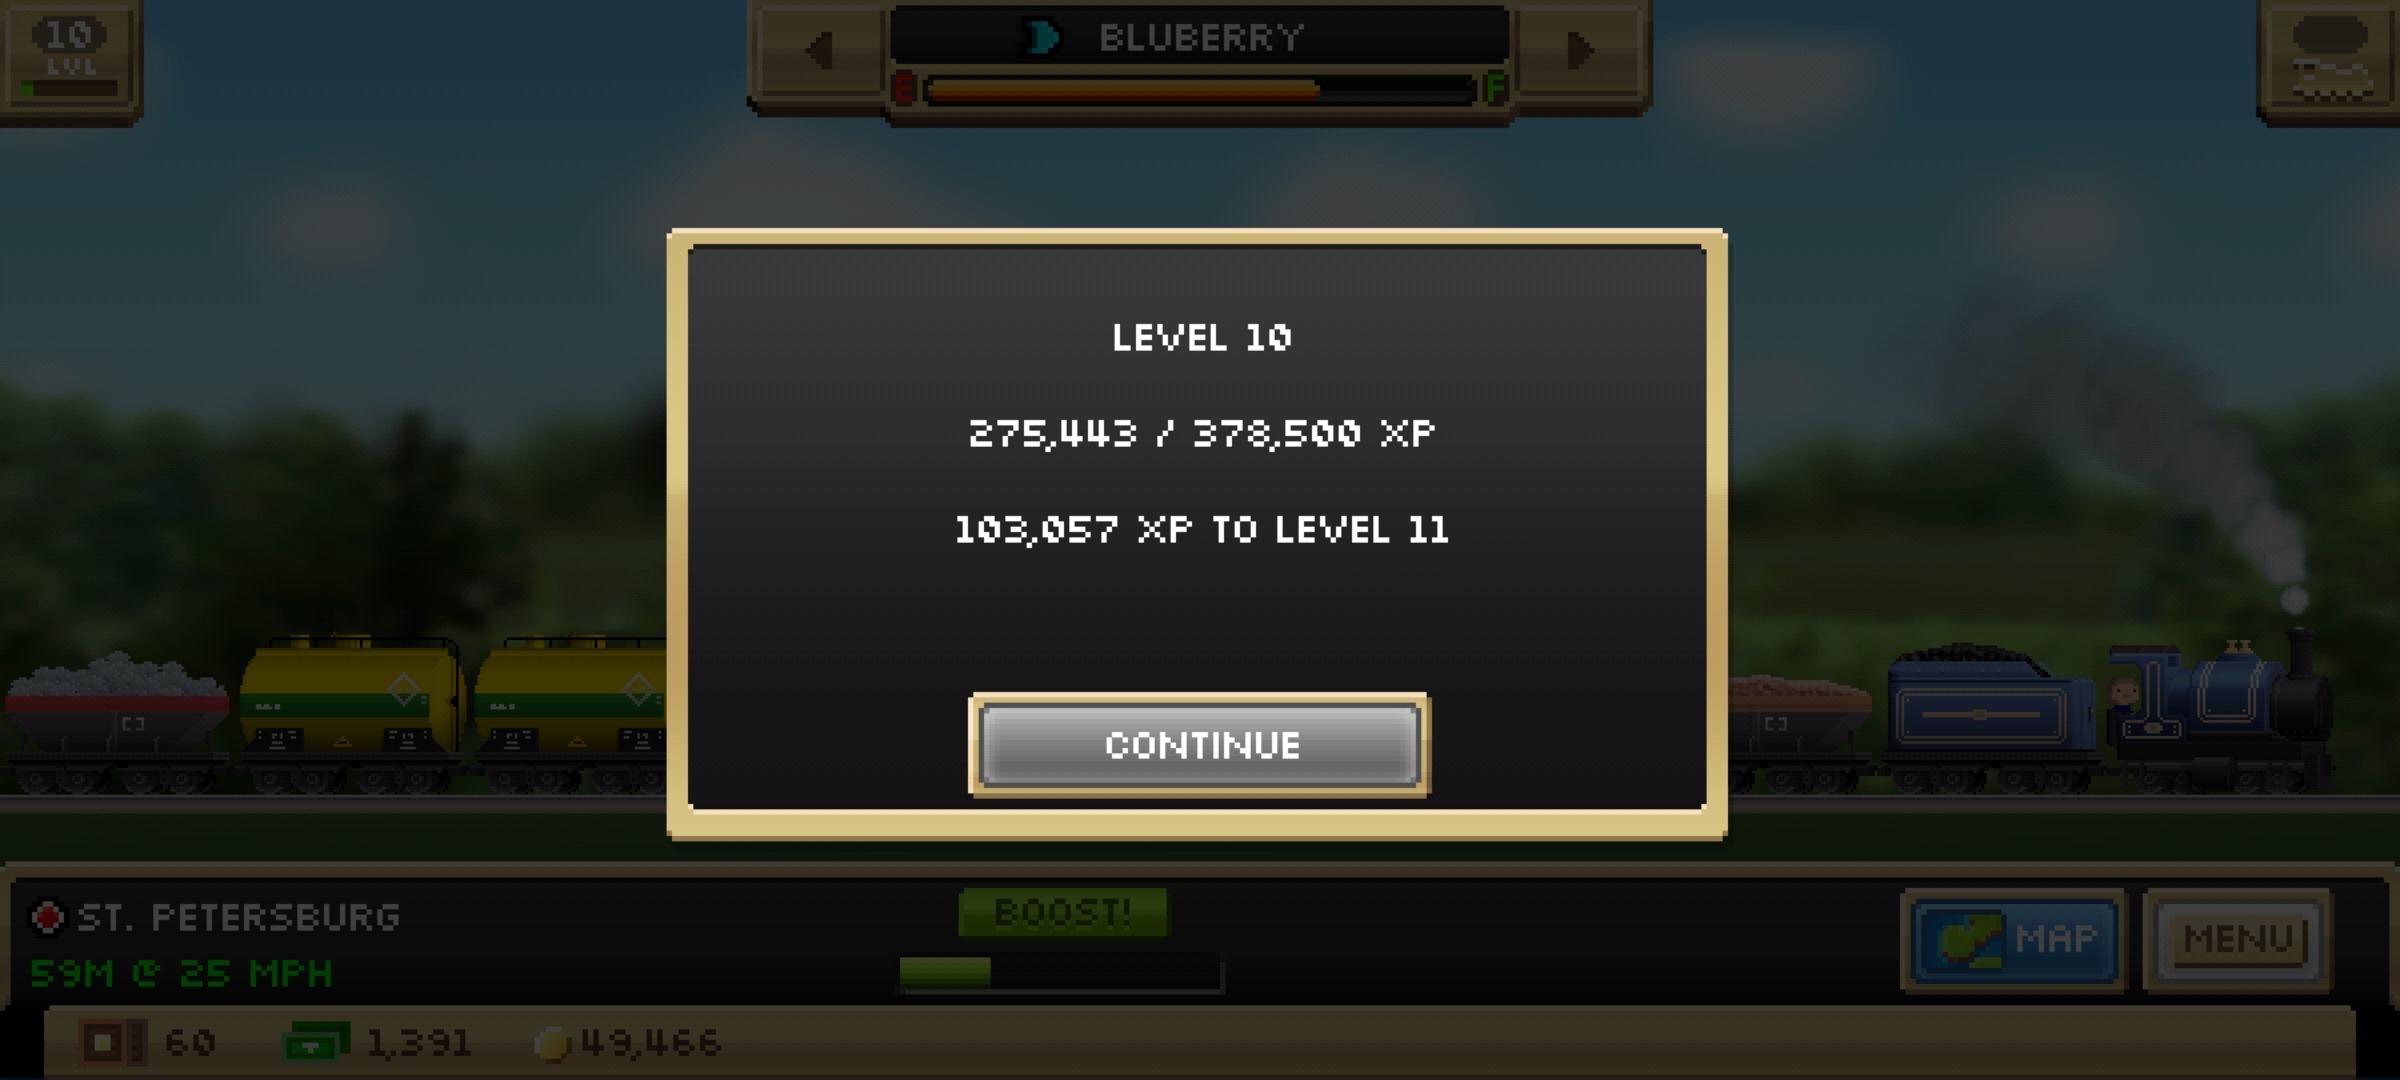 10
LVL
BLUBERRY
E
F
LEVEL 10
275,443 / 378,500 XP
103,057 XP TO LEVEL 11
CONTINUE
ST. PETERSBURG
59M @ 25 MPH
BOOST!
MAP
MENU
60
1,391
49,466